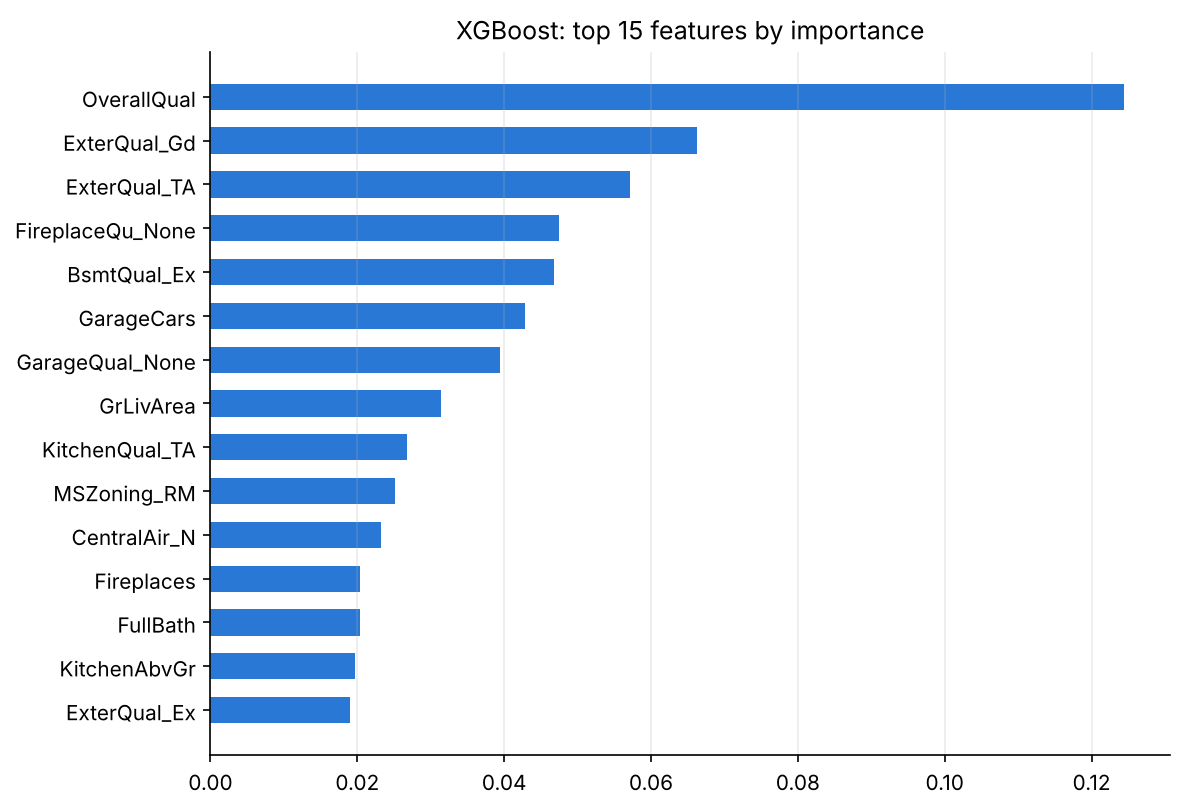 XGBoost: top 15 features by importance
OverallQual
ExterQual_Gd
ExterQual_TA
FireplaceQu_None
BsmtQual_Ex
GarageCars
GarageQual_None
GrLivArea
KitchenQual_TA
MSZoning_RM
CentralAir_N
Fireplaces
FullBath
KitchenAbvGr
ExterQual_Ex
0.00 0.02 0.04 0.06 0.08 0.10 0.12